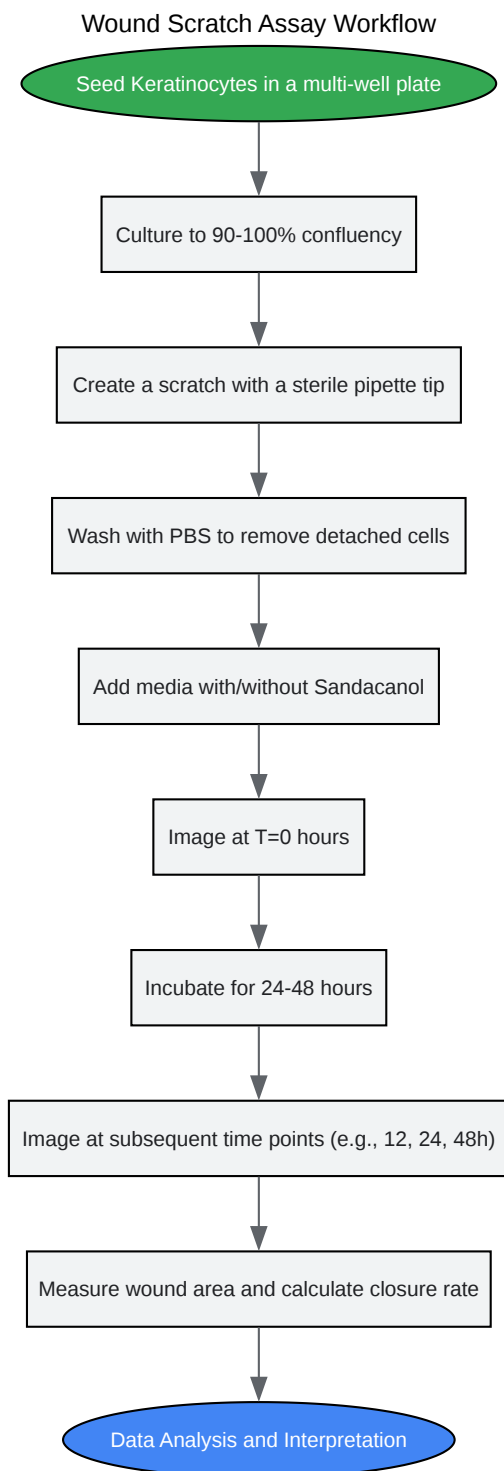 Wound Scratch Assay Workflow
Seed Keratinocytes in a multi-well plate
Culture to 90-100% confluency
Create a scratch with a sterile pipette tip
Wash with PBS to remove detached cells
Add media with/without Sandacanol
Image at T=0 hours
Incubate for 24-48 hours
Image at subsequent time points (e.g., 12, 24, 48h)
Measure wound area and calculate closure rate
Data Analysis and Interpretation